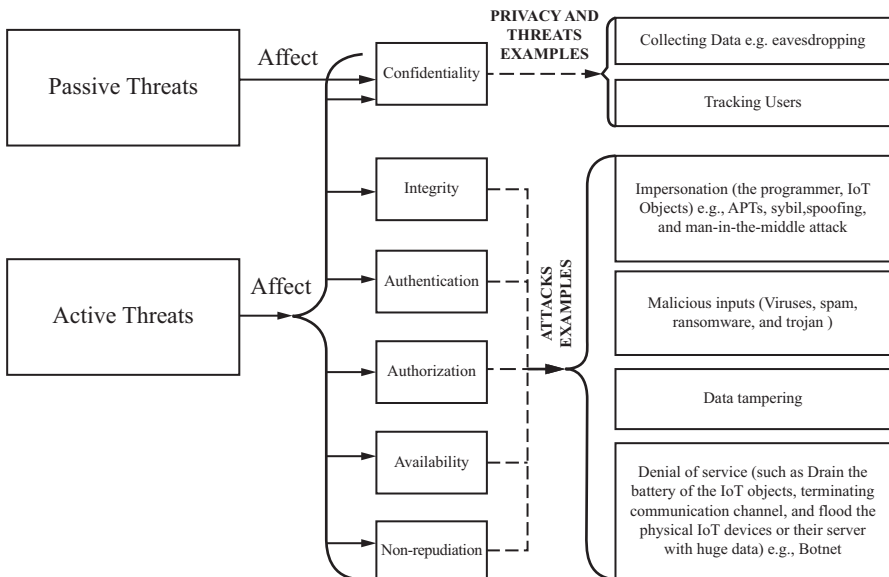 Passive Threats
Affect
Confidentiality
PRIVACY AND
THREATS
EXAMPLES
Collecting Data e.g. eavesdropping
Tracking Users
Active Threats
Affect
Integrity
Authentication
Authorization
Availability
Non-repudiation
ATTACKS
EXAMPLES
Impersonation (the programmer, IoT
Objects) e.g., APTs, sybil,spoofing,
and man-in-the-middle attack
Malicious inputs (Viruses, spam,
ransomware, and trojan )
Data tampering
Denial of service (such as Drain the
battery of the IoT objects, terminating
communication channel, and flood the
physical IoT devices or their server
with huge data) e.g., Botnet